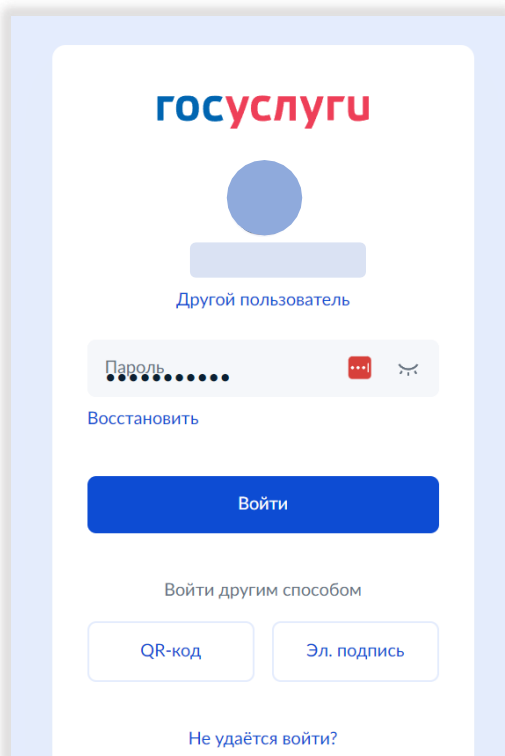 госуслуги
Другой пользователь
Пароль
•••••••••••
Восстановить
Войти
Войти другим способом
QR-код
Эл. подпись
Не удаётся войти?